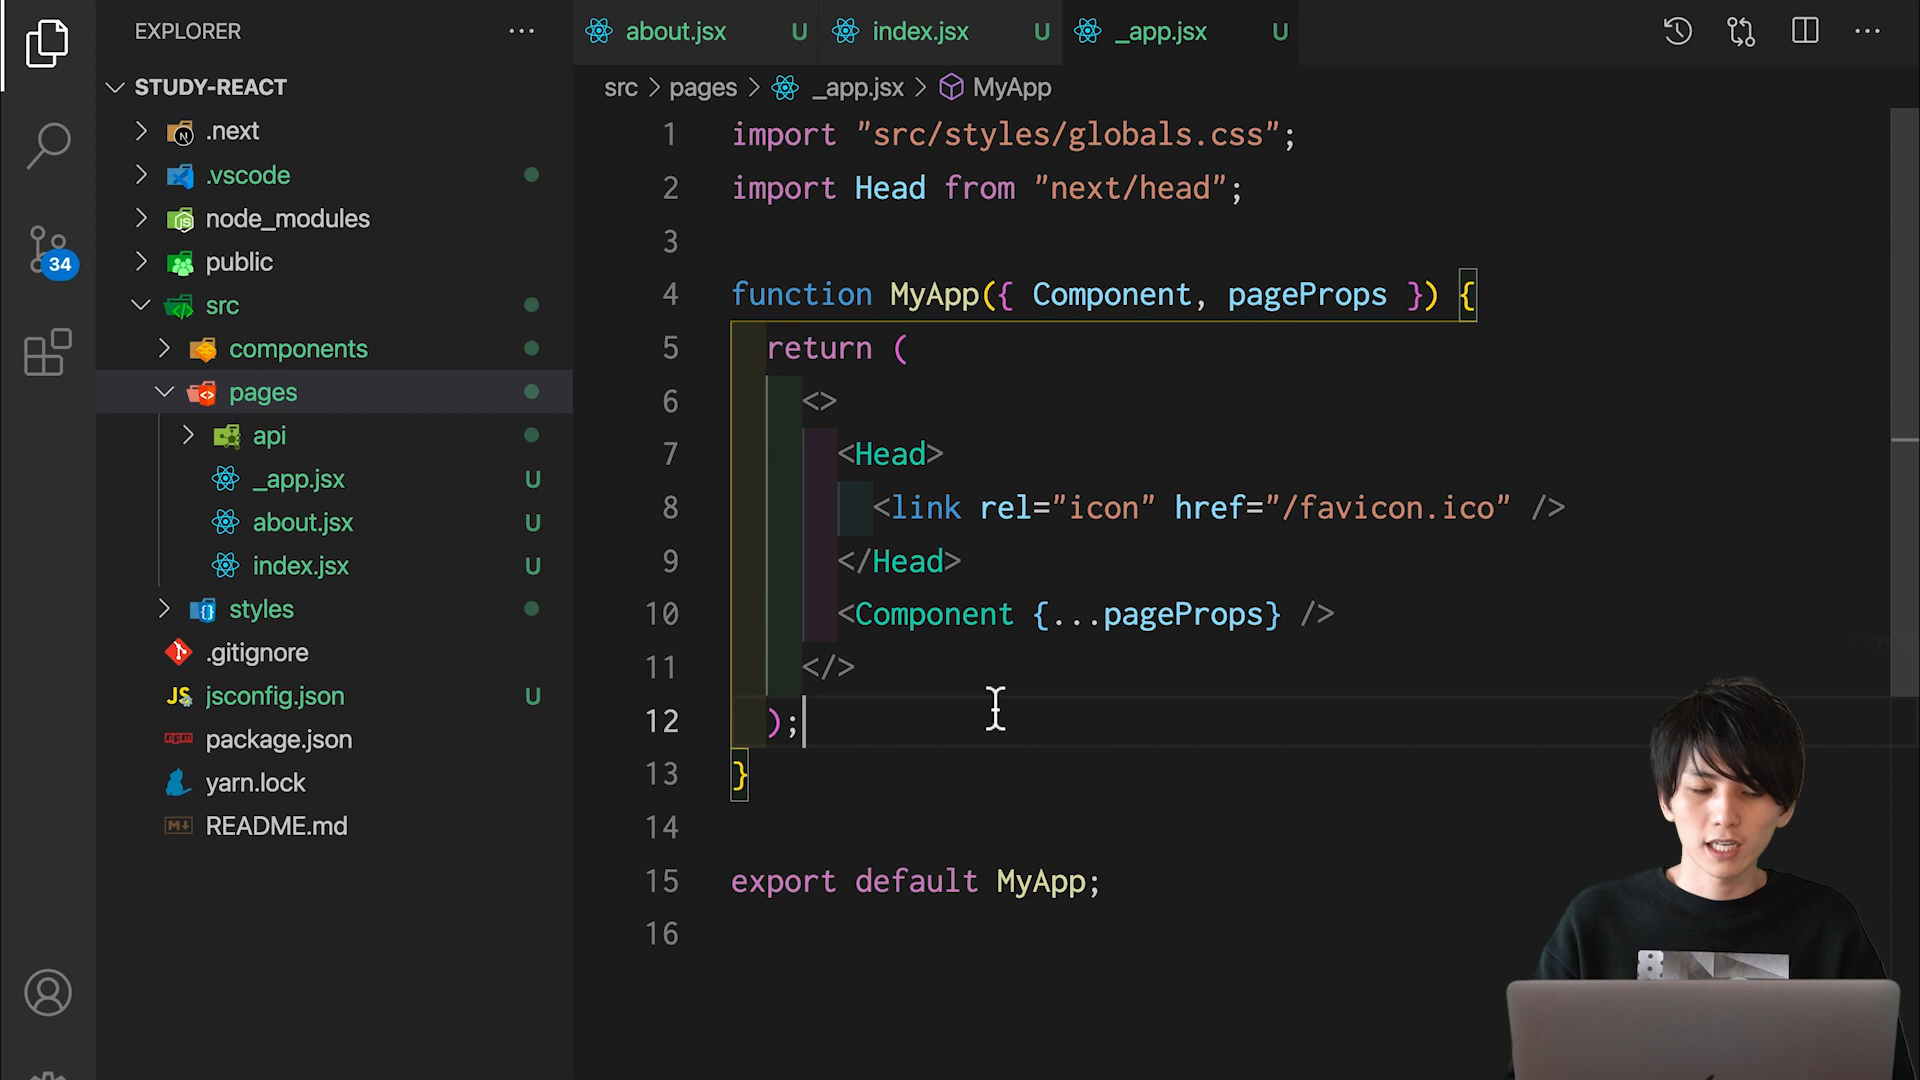 EXPLORER
STUDY-REACT
.next
.vscode
node_modules
public
src
components
pages
api
_app.jsx U
about.jsx U
index.jsx U
styles
.gitignore
JS jsconfig.json U
package.json
yarn.lock
README.md
34
about.jsx U
index.jsx U
_app.jsx U
src > pages > _app.jsx > MyApp
1 import "src/styles/globals.css";
2 import Head from "next/head";
3
4 function MyApp({ Component, pageProps }) {
5 return (
6 <>
7 <Head>
8 <link rel="icon" href="/favicon.ico" />
9 </Head>
10 <Component {...pageProps} />
11 </>
12 );
13 }
14
15 export default MyApp;
16